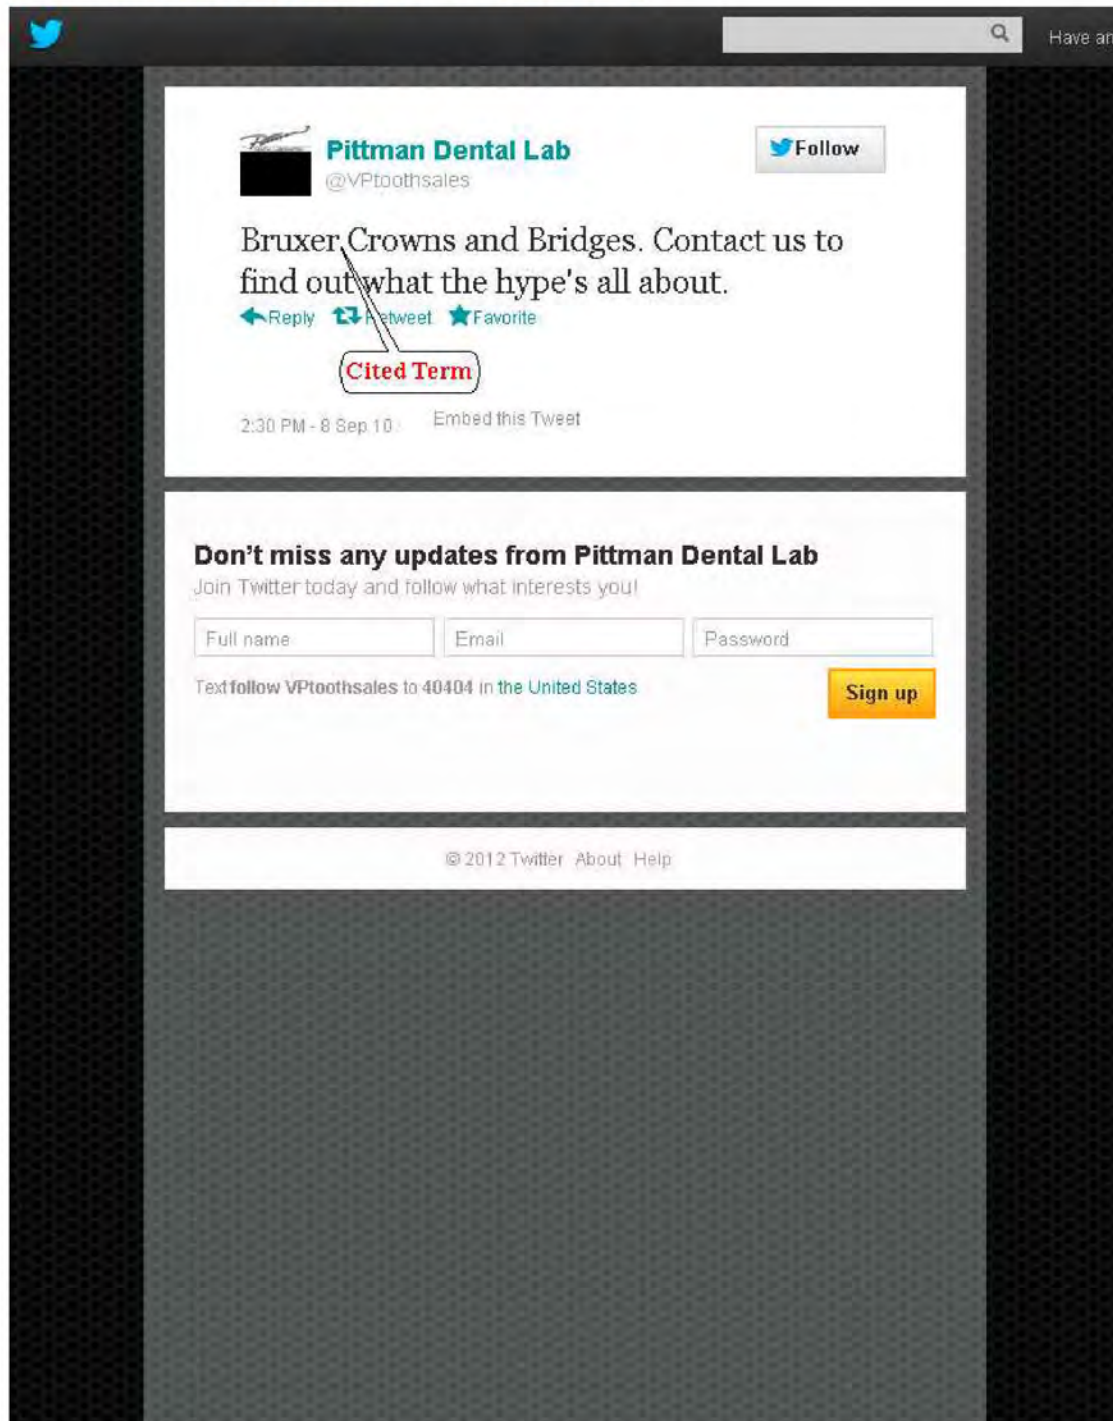 Have an
Pittman Dental Lab
Follow
@VPtoothsales
Bruxer Crowns and Bridges. Contact us to
find out what the hype's all about.
Reply Retweet Favorite
Cited Term
2:30 PM - 8 Sep 10 Embed this Tweet
Don't miss any updates from Pittman Dental Lab
Join Twitter today and follow what interests you!
Full name Email Password
Text follow VPtoothsales to 40404 in the United States
Sign up
© 2012 Twitter About Help